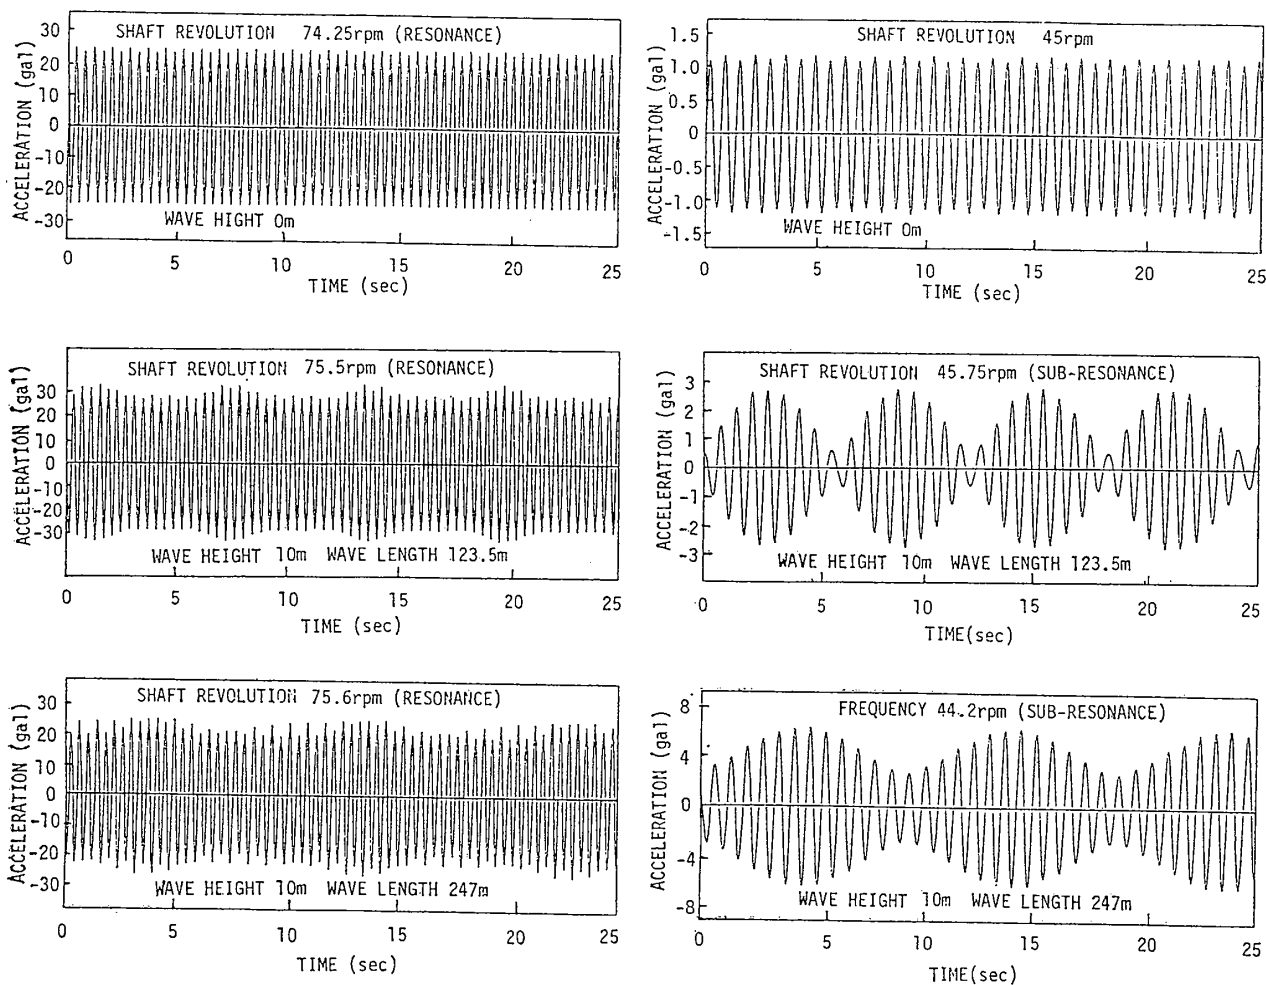 SHAFT REVOLUTION 74.25rpm (RESONANCE)
ACCELERATION (gal)
30
20
10
0
-10
-20
-30
WAVE HIGHT 0m
0 5 10 15 20 25
TIME (sec)
SHAFT REVOLUTION 45rpm
ACCELERATION (gal)
1.5
1.0
0.5
0
-0.5
-1.0
-1.5
WAVE HEIGHT 0m
0 5 10 15 20 25
TIME (sec)
SHAFT REVOLUTION 75.5rpm (RESONANCE)
ACCELERATION (gal)
30
20
10
0
-10
-20
-30
WAVE HEIGHT 10m WAVE LENGTH 123.5m
0 5 10 15 20 25
TIME (sec)
SHAFT REVOLUTION 45.75rpm (SUB-RESONANCE)
ACCELERATION (gal)
3
2
1
0
-1
-2
-3
WAVE HEIGHT 10m WAVE LENGTH 123.5m
0 5 10 15 20 25
TIME(sec)
SHAFT REVOLUTION 75.6rpm (RESONANCE)
ACCELERATION (gal)
30
20
10
0
-10
-20
-30
WAVE HEIGHT 10m WAVE LENGTH 247m
0 5 10 15 20 25
TIME (sec)
FREQUENCY 44.2rpm (SUB-RESONANCE)
ACCELERATION (gal)
8
4
0
-4
-8
WAVE HEIGHT 10m WAVE LENGTH 247m
0 5 10 15 20 25
TIME(sec)